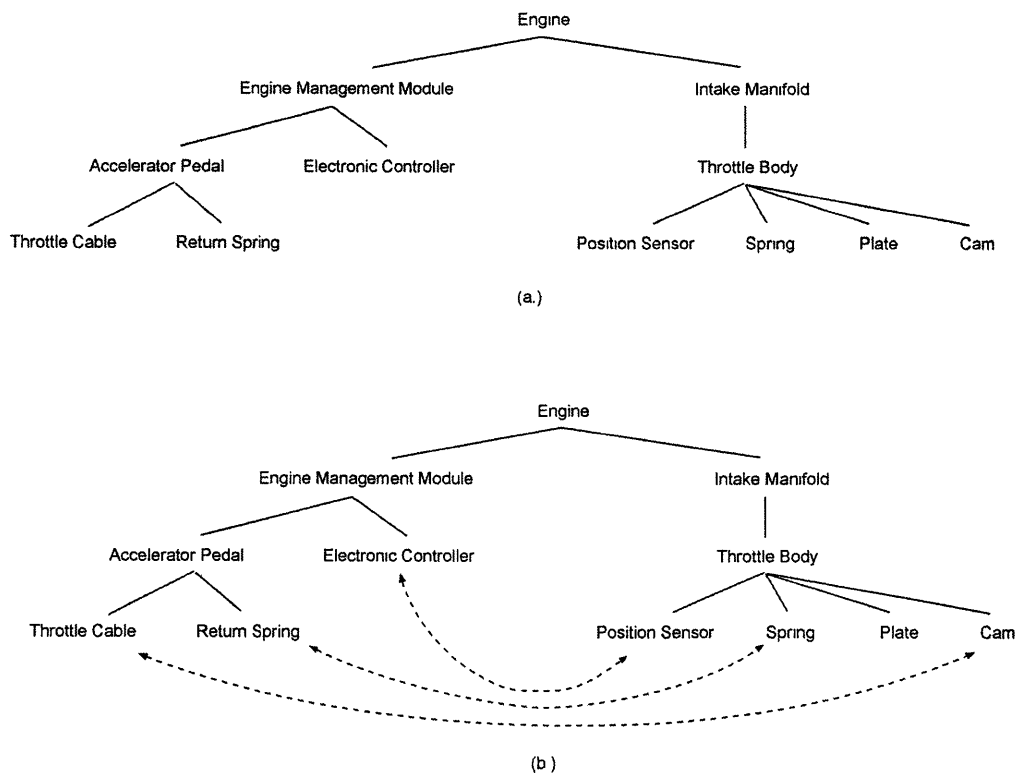 Engine
Engine Management Module Intake Manifold
Accelerator Pedal Electronic Controller Throttle Body
Throttle Cable Return Spring Position Sensor Spring Plate Cam
(a.)
Engine
Engine Management Module Intake Manifold
Accelerator Pedal Electronic Controller Throttle Body
Throttle Cable Return Spring Position Sensor Spring Plate Cam
(b )